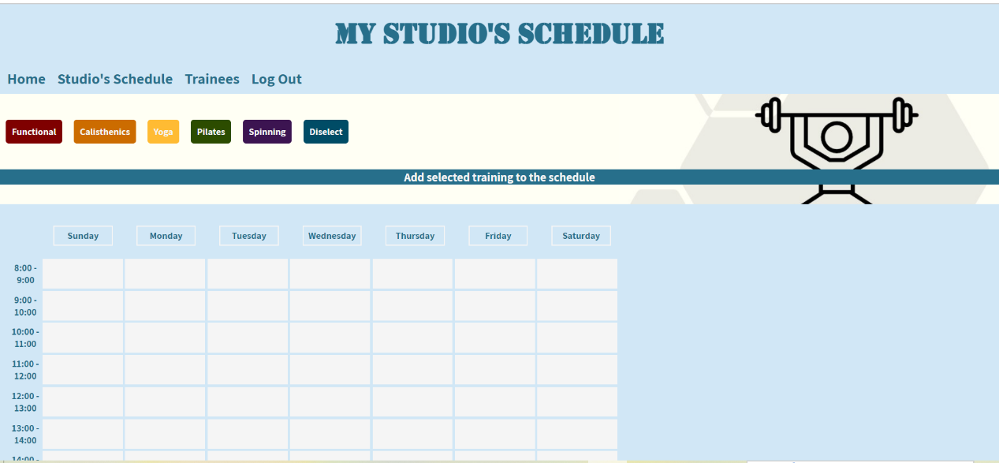 MY STUDIO'S SCHEDULE
Home Studio's Schedule Trainees Log Out
Functional Calisthenics Yoga Pilates Spinning Diselect
Add selected training to the schedule
Sunday Monday Tuesday Wednesday Thursday Friday Saturday
8:00 -
9:00
9:00 -
10:00
10:00 -
11:00
11:00 -
12:00
12:00 -
13:00
13:00 -
14:00
14:00 -